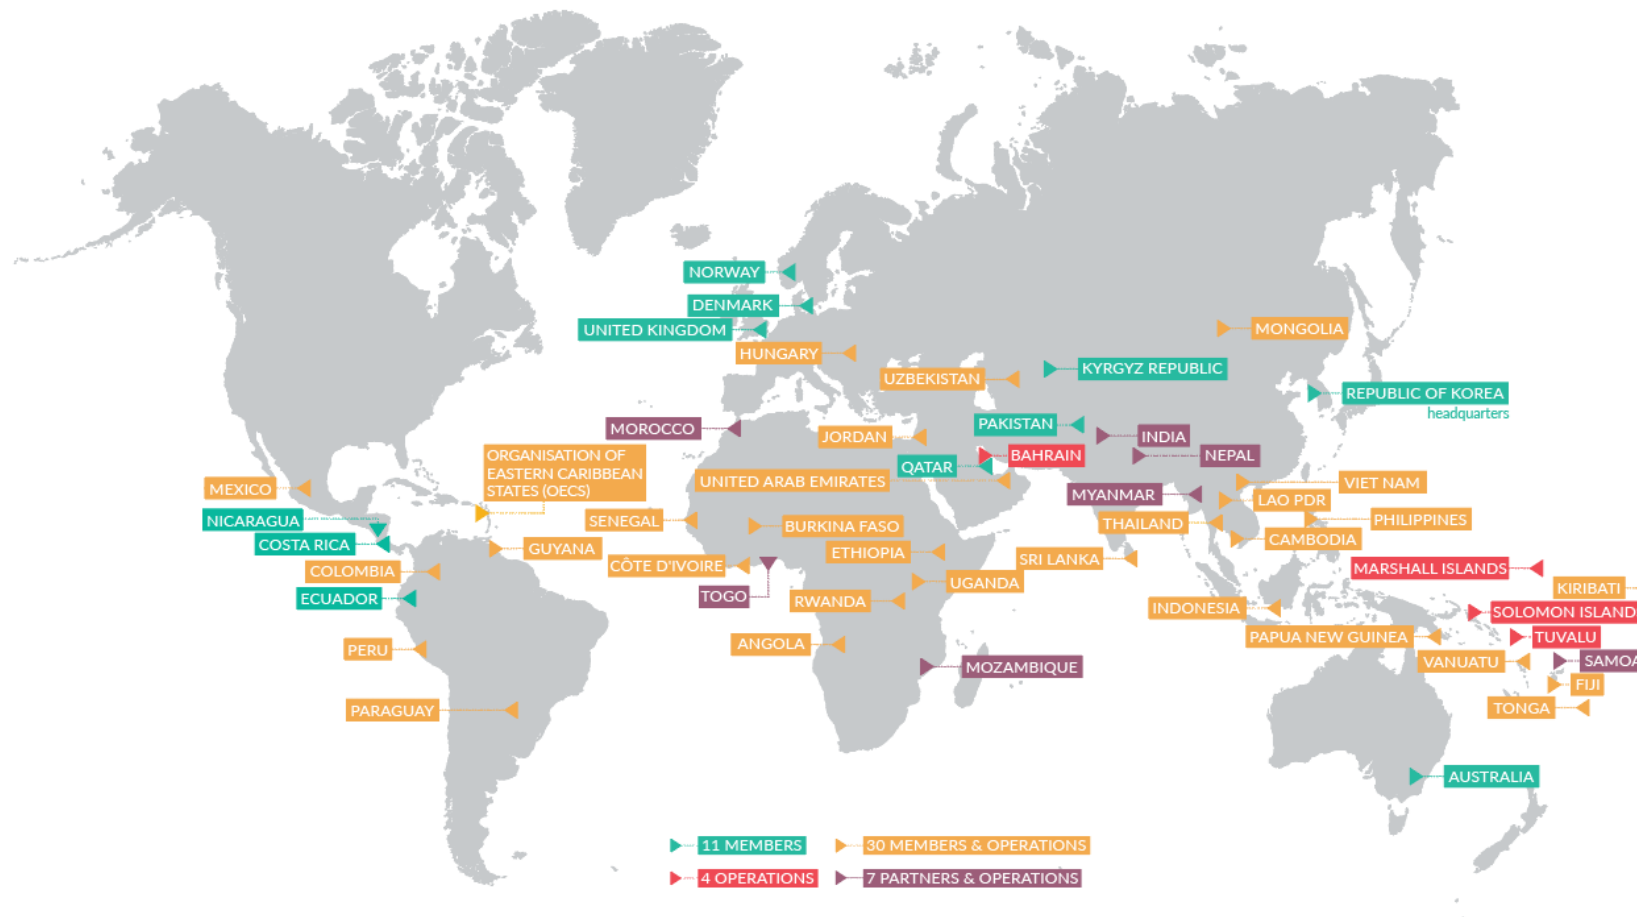 NORWAY
DENMARK
UNITED KINGDOM
HUNGARY
MONGOLIA
UZBEKISTAN
KYRGYZ REPUBLIC
REPUBLIC OF KOREA
headquarters
MOROCCO
JORDAN
PAKISTAN
INDIA
ORGANISATION OF
EASTERN CARIBBEAN
STATES (OECS)
QATAR
BAHRAIN
NEPAL
MEXICO
UNITED ARAB EMIRATES
MYANMAR
VIET NAM
LAO PDR
NICARAGUA
SENEGAL
BURKINA FASO
THAILAND
PHILIPPINES
COSTA RICA
GUYANA
ETHIOPIA
CAMBODIA
COLOMBIA
CÔTE D'IVOIRE
SRI LANKA
MARSHALL ISLANDS
ECUADOR
TOGO
UGANDA
KIRIBATI
RWANDA
INDONESIA
SOLOMON ISLAND
PERU
ANGOLA
PAPUA NEW GUINEA
TUVALU
MOZAMBIQUE
VANUATU
SAMOA
FIJI
PARAGUAY
TONGA
AUSTRALIA
11 MEMBERS
30 MEMBERS & OPERATIONS
4 OPERATIONS
7 PARTNERS & OPERATIONS